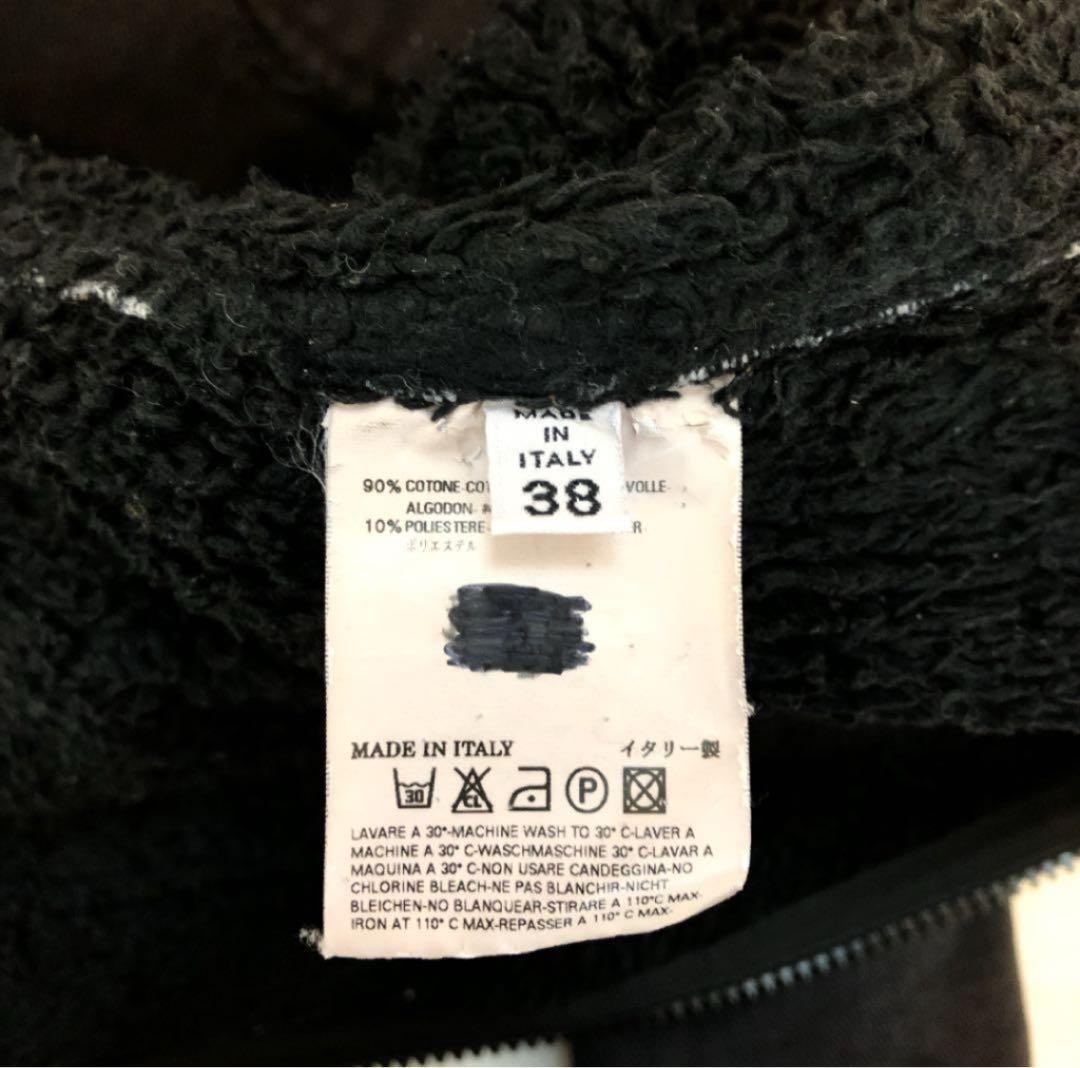 MADE
IN
ITALY
38
90% COTONE-CO VOLLE-
ALGODON-
10% POLIESTERE- R
ポリエステル
MADE IN ITALY イタリー製
30 CL P
LAVARE A 30°-MACHINE WASH TO 30° C-LAVER A
MACHINE A 30° C-WASCHMASCHINE 30° C-LAVAR A
MAQUINA A 30° C-NON USARE CANDEGGINA-NO
CHLORINE BLEACH-NE PAS BLANCHIR-NICHT
BLEICHEN-NO BLANQUEAR-STIRARE A 110°C MAX-
IRON AT 110° C MAX-REPASSER A 110° C MAX-